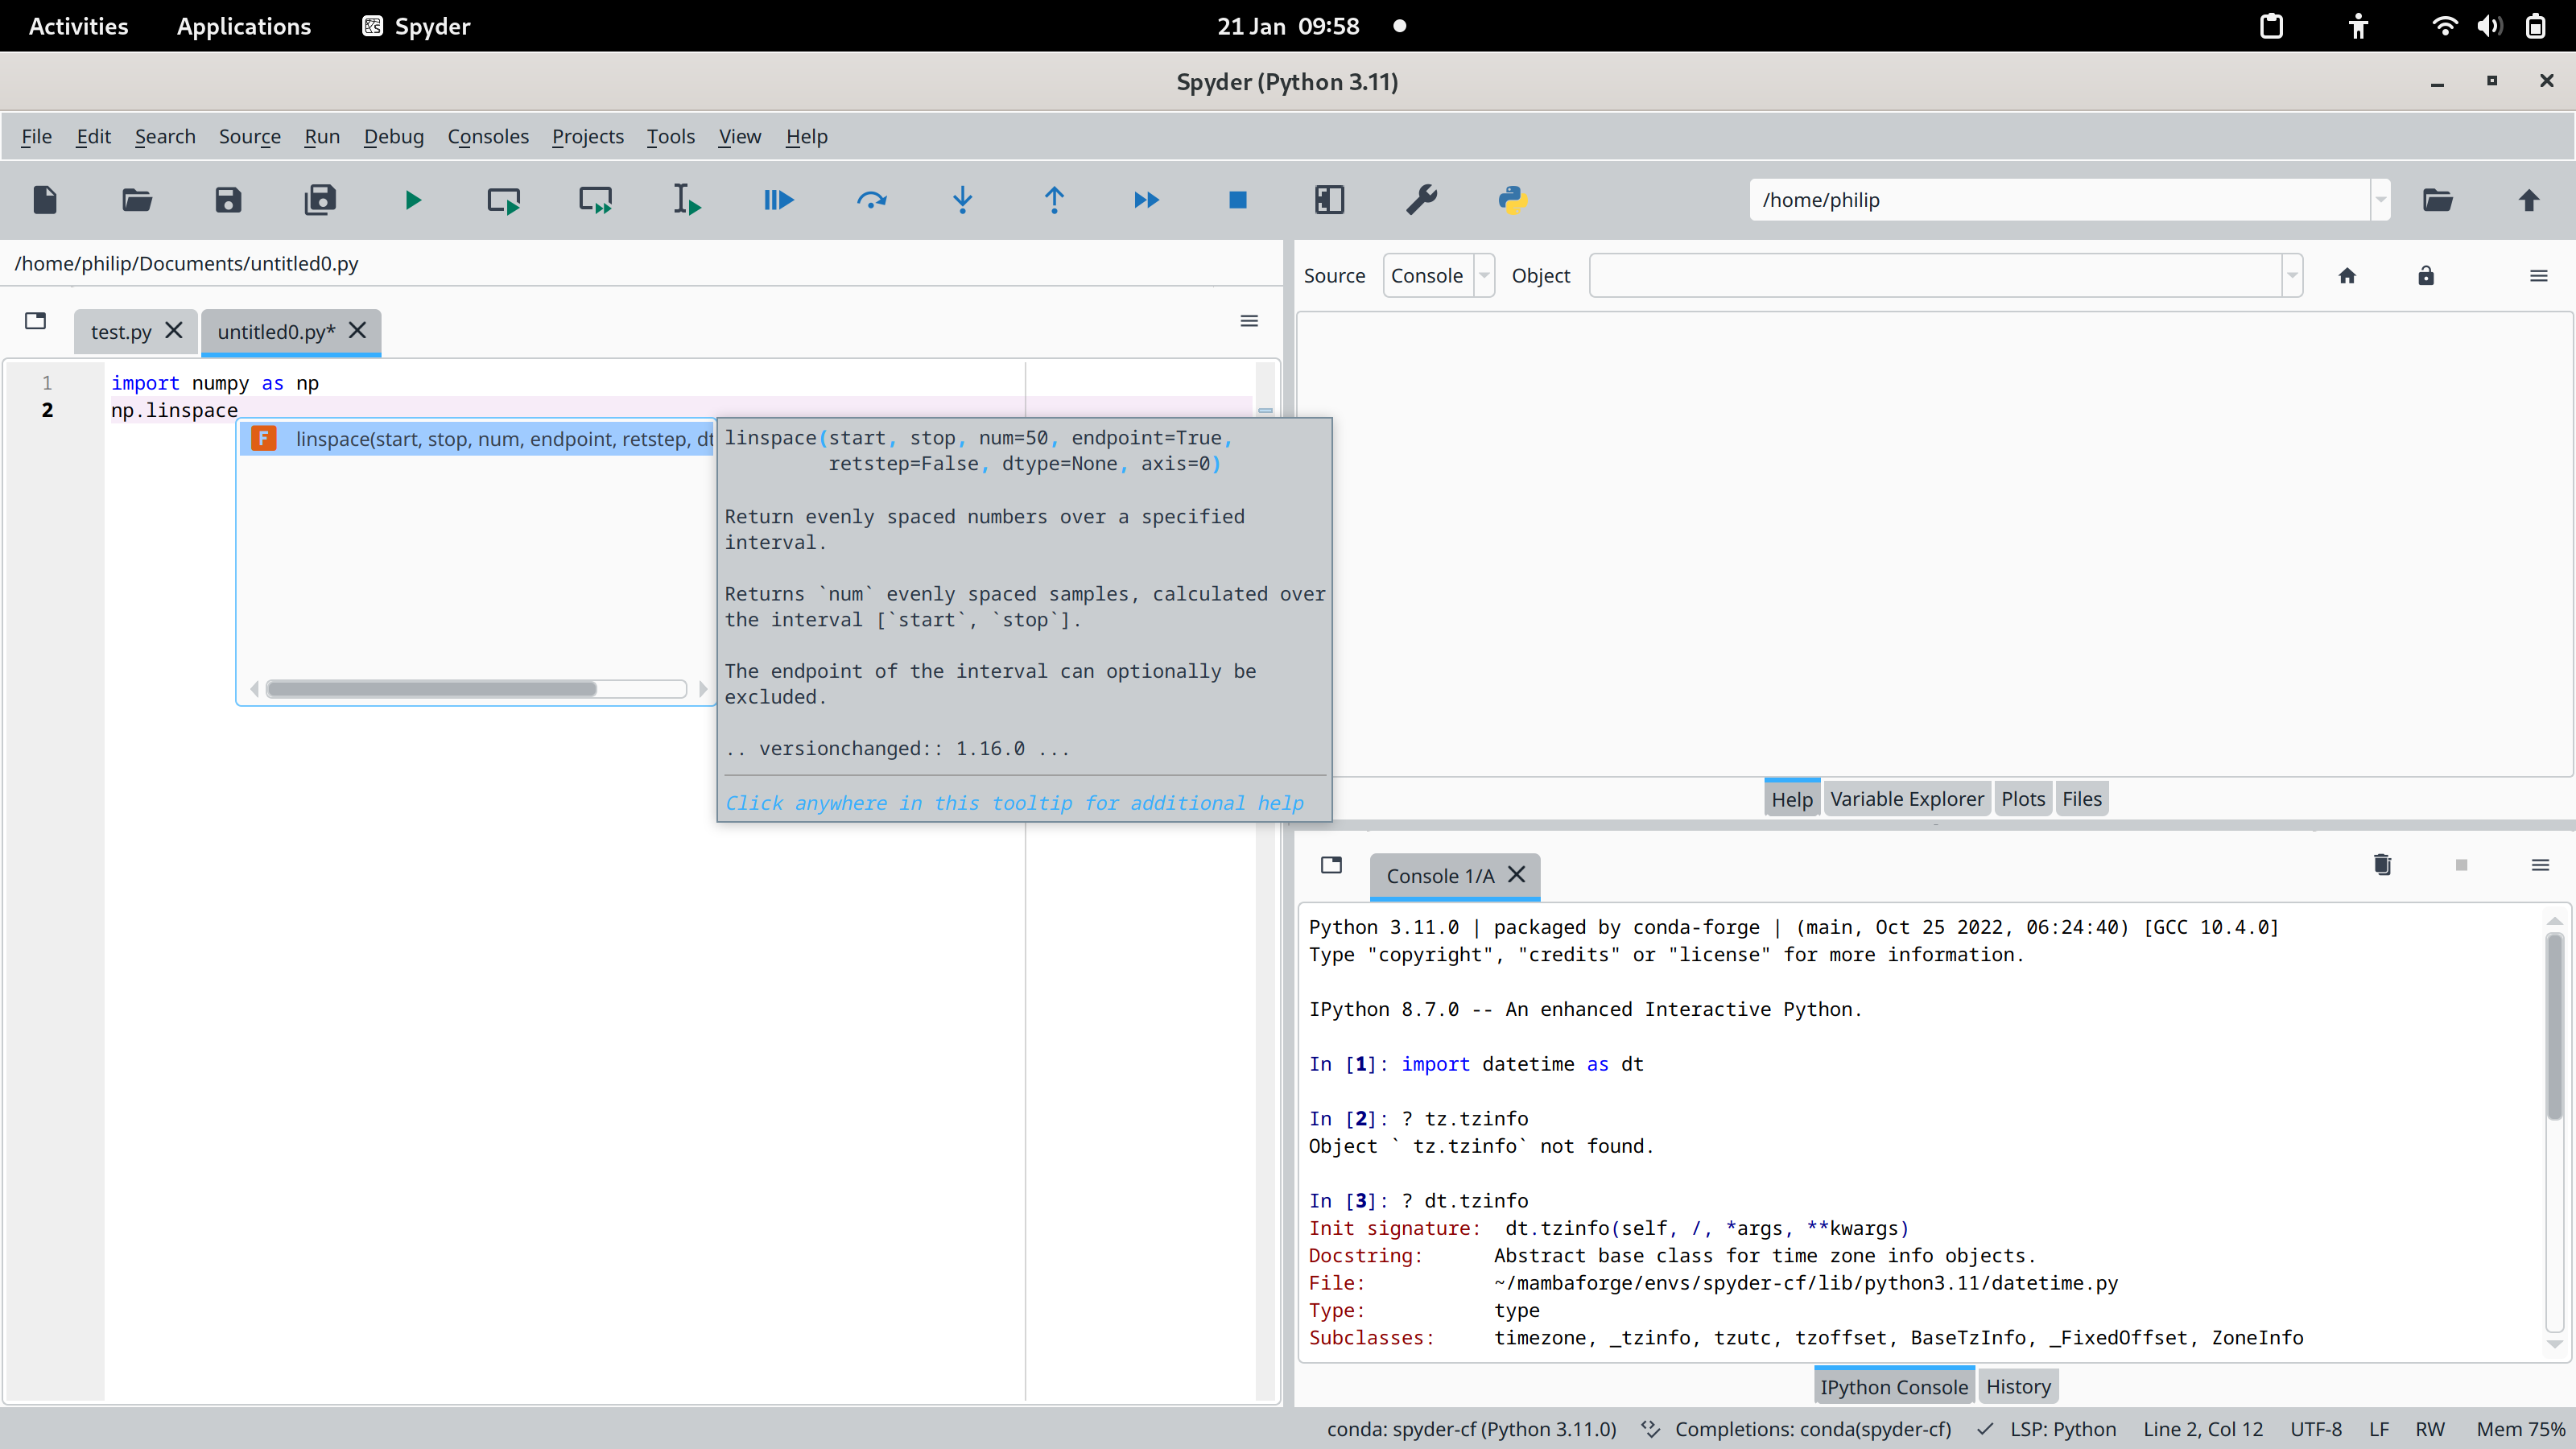 Activities Applications Spyder 21 Jan 09:58
Spyder (Python 3.11)
File Edit Search Source Run Debug Consoles Projects Tools View Help
/home/philip
/home/philip/Documents/untitled0.py
Source Console Object
test.py untitled0.py*
1 import numpy as np
2 np.linspace
F linspace(start, stop, num, endpoint, retstep, dt
linspace(start, stop, num=50, endpoint=True,
retstep=False, dtype=None, axis=0)
Return evenly spaced numbers over a specified
interval.
Returns `num` evenly spaced samples, calculated over
the interval [`start`, `stop`].
The endpoint of the interval can optionally be
excluded.
.. versionchanged:: 1.16.0 ...
Click anywhere in this tooltip for additional help
Help Variable Explorer Plots Files
Console 1/A
Python 3.11.0 | packaged by conda-forge | (main, Oct 25 2022, 06:24:40) [GCC 10.4.0]
Type "copyright", "credits" or "license" for more information.
IPython 8.7.0 -- An enhanced Interactive Python.
In [1]: import datetime as dt
In [2]: ? tz.tzinfo
Object ` tz.tzinfo` not found.
In [3]: ? dt.tzinfo
Init signature:  dt.tzinfo(self, /, *args, **kwargs)
Docstring:      Abstract base class for time zone info objects.
File:           ~/mambaforge/envs/spyder-cf/lib/python3.11/datetime.py
Type:           type
Subclasses:     timezone, _tzinfo, tzutc, tzoffset, BaseTzInfo, _FixedOffset, ZoneInfo
IPython Console History
conda: spyder-cf (Python 3.11.0) Completions: conda(spyder-cf) LSP: Python Line 2, Col 12 UTF-8 LF RW Mem 75%